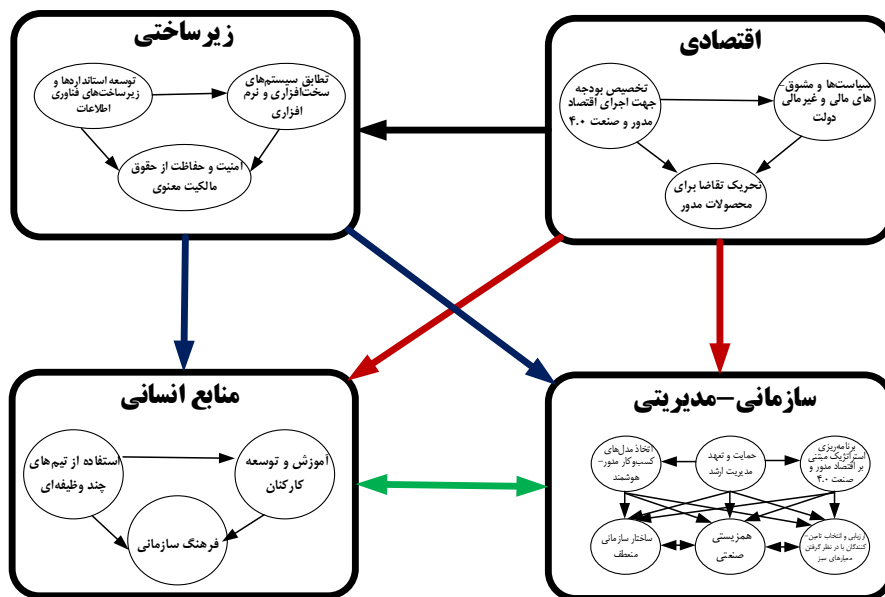 اقتصادی
تخصیص بودجه
جهت اجرای اقتصاد
مدور و صنعت ۴.۰
سیاست‌ها و مشوق-
های مالی و غیرمالی
دولت
تحریک تقاضا برای
محصولات مدور
زیرساختی
توسعه استانداردها و
زیرساخت‌های فناوری
اطلاعات
تطابق سیستم‌های
سخت‌افزاری و نرم
افزاری
امنیت و حفاظت از حقوق
مالکیت معنوی
سازمانی-مدیریتی
برنامه‌ریزی
استراتژیک مبتنی
بر اقتصاد مدور و
صنعت ۴.۰
حمایت و تعهد
مدیریت ارشد
اتخاذ مدل‌های
کسب‌وکار مدور-
هوشمند
ارزیابی و انتخاب تامین-
کنندگان با در نظر گرفتن
معیارهای سبز
همزیستی
صنعتی
ساختار سازمانی
منعطف
منابع انسانی
استفاده از تیم‌های
چند وظیفه‌ای
آموزش و توسعه
کارکنان
فرهنگ سازمانی